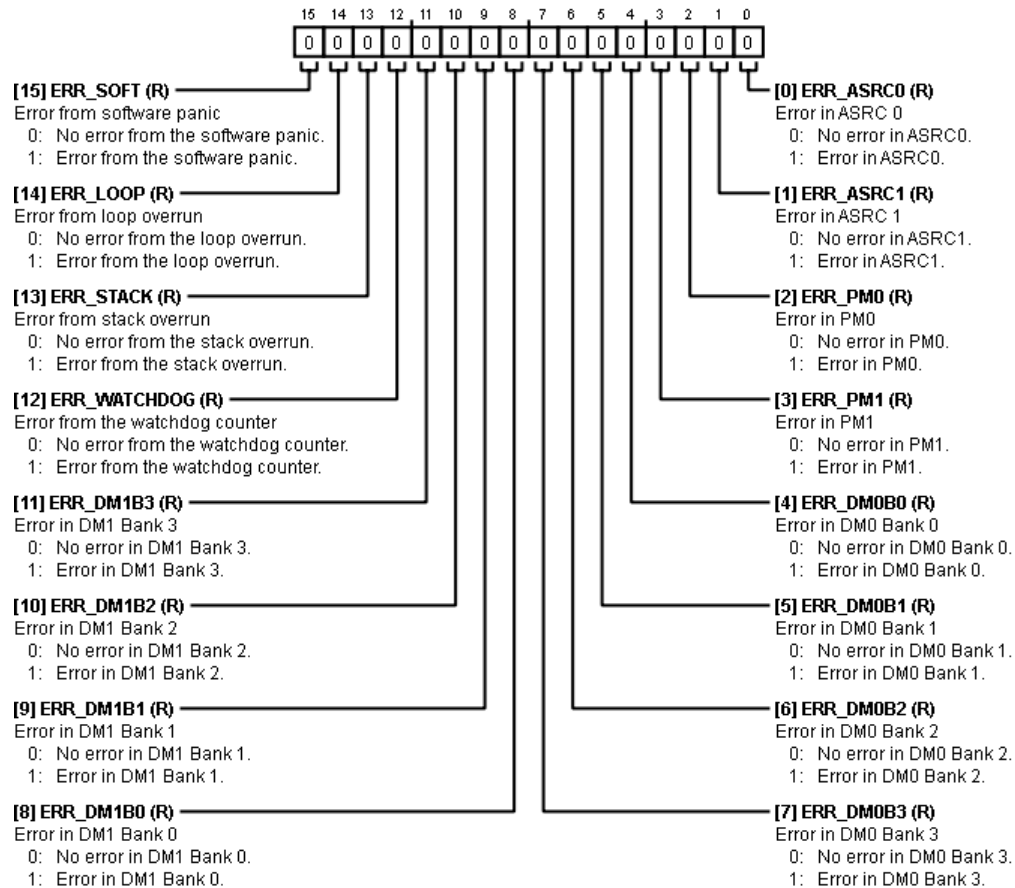 15 14 13 12 11 10 9 8 7 6 5 4 3 2 1 0
0 0 0 0 0 0 0 0 0 0 0 0 0 0 0 0
[15] ERR_SOFT (R)
Error from software panic
0: No error from the software panic.
1: Error from the software panic.
[14] ERR_LOOP (R)
Error from loop overrun
0: No error from the loop overrun.
1: Error from the loop overrun.
[13] ERR_STACK (R)
Error from stack overrun
0: No error from the stack overrun.
1: Error from the stack overrun.
[12] ERR_WATCHDOG (R)
Error from the watchdog counter
0: No error from the watchdog counter.
1: Error from the watchdog counter.
[11] ERR_DM1B3 (R)
Error in DM1 Bank 3
0: No error in DM1 Bank 3.
1: Error in DM1 Bank 3.
[10] ERR_DM1B2 (R)
Error in DM1 Bank 2
0: No error in DM1 Bank 2.
1: Error in DM1 Bank 2.
[9] ERR_DM1B1 (R)
Error in DM1 Bank 1
0: No error in DM1 Bank 1.
1: Error in DM1 Bank 1.
[8] ERR_DM1B0 (R)
Error in DM1 Bank 0
0: No error in DM1 Bank 0.
1: Error in DM1 Bank 0.
[0] ERR_ASRC0 (R)
Error in ASRC 0
0: No error in ASRC0.
1: Error in ASRC0.
[1] ERR_ASRC1 (R)
Error in ASRC 1
0: No error in ASRC1.
1: Error in ASRC1.
[2] ERR_PM0 (R)
Error in PM0
0: No error in PM0.
1: Error in PM0.
[3] ERR_PM1 (R)
Error in PM1
0: No error in PM1.
1: Error in PM1.
[4] ERR_DM0B0 (R)
Error in DM0 Bank 0
0: No error in DM0 Bank 0.
1: Error in DM0 Bank 0.
[5] ERR_DM0B1 (R)
Error in DM0 Bank 1
0: No error in DM0 Bank 1.
1: Error in DM0 Bank 1.
[6] ERR_DM0B2 (R)
Error in DM0 Bank 2
0: No error in DM0 Bank 2.
1: Error in DM0 Bank 2.
[7] ERR_DM0B3 (R)
Error in DM0 Bank 3
0: No error in DM0 Bank 3.
1: Error in DM0 Bank 3.